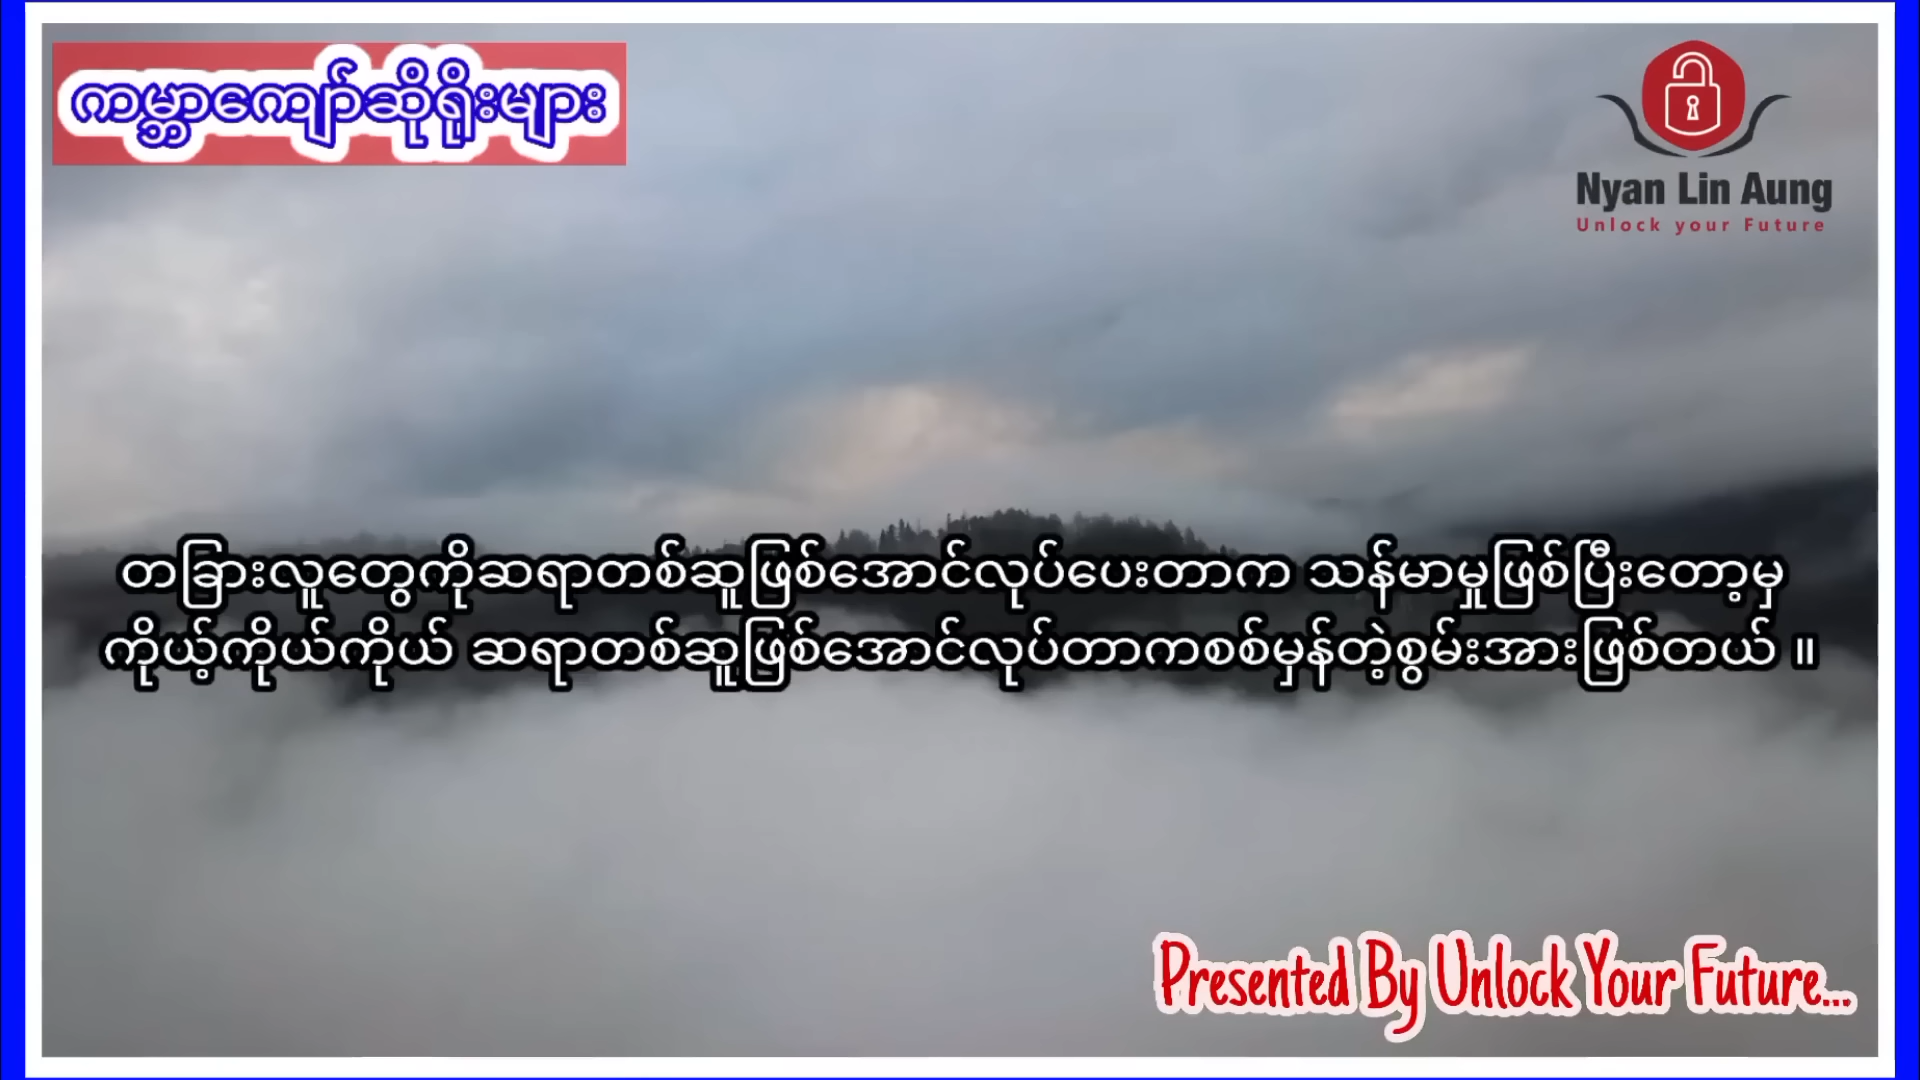 ကမ္ဘာကျော်ဆိုရိုးများ
Nyan Lin Aung
Unlock your Future
တခြားလူတွေကိုဆရာတစ်ဆူဖြစ်အောင်လုပ်ပေးတာက သန်မာမှုဖြစ်ပြီးတော့မှ
ကိုယ့်ကိုယ်ကိုယ် ဆရာတစ်ဆူဖြစ်အောင်လုပ်တာကစစ်မှန်တဲ့စွမ်းအားဖြစ်တယ် ။
Presented By Unlock Your Future...